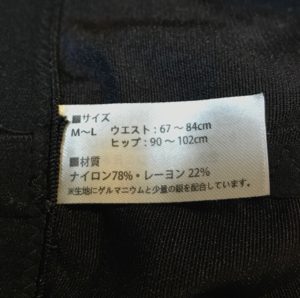 ■サイズ
M～L ウエスト：67～84cm
ヒップ：90～102cm
■材質
ナイロン78%・レーヨン22%
※生地にゲルマニウムと少量の銀を配合しています。